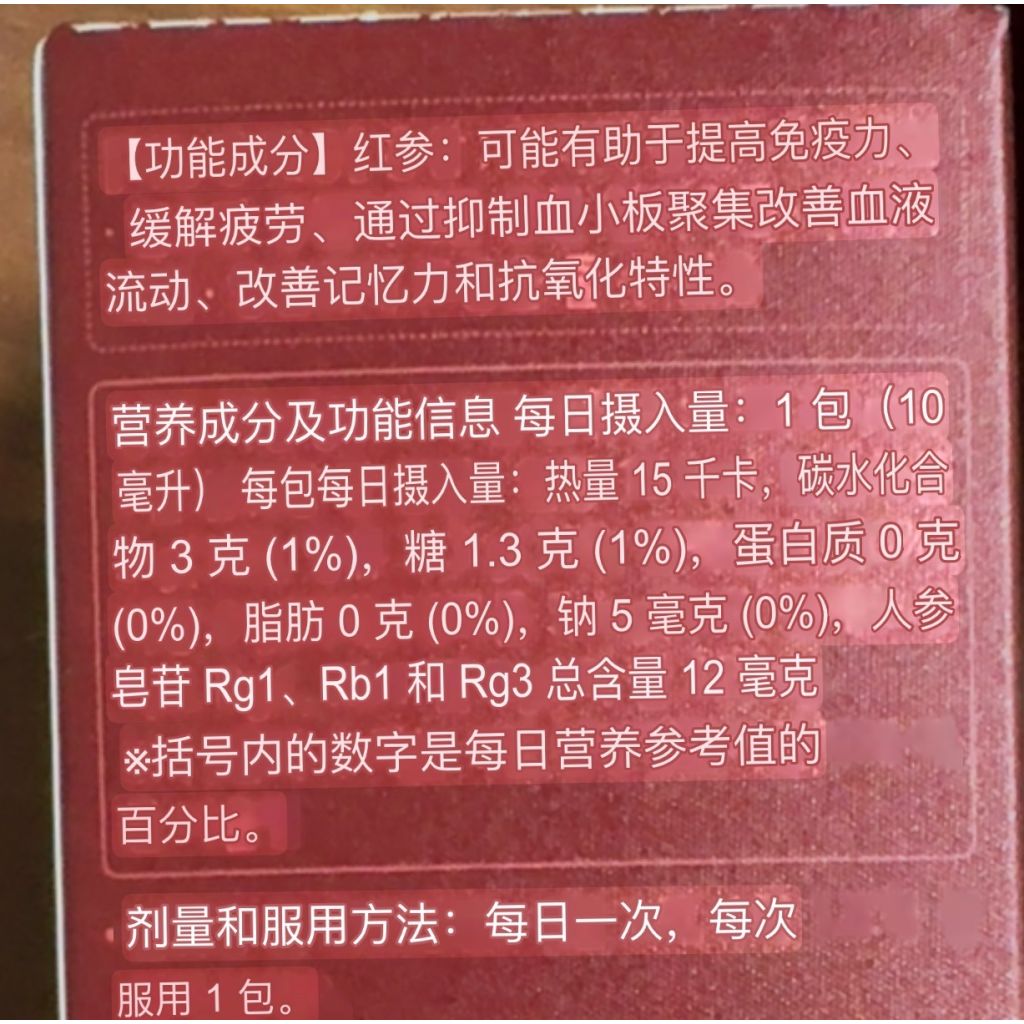 【功能成分】红参：可能有助于提高免疫力、
缓解疲劳、通过抑制血小板聚集改善血液
流动、改善记忆力和抗氧化特性。
营养成分及功能信息 每日摄入量：1 包（10
毫升） 每包每日摄入量：热量 15 千卡，碳水化合
物 3 克 (1%)，糖 1.3 克 (1%)，蛋白质 0 克
(0%)，脂肪 0 克 (0%)，钠 5 毫克 (0%)，人参
皂苷 Rg1、Rb1 和 Rg3 总含量 12 毫克
※括号内的数字是每日营养参考值的
百分比。
剂量和服用方法：每日一次，每次
服用 1 包。